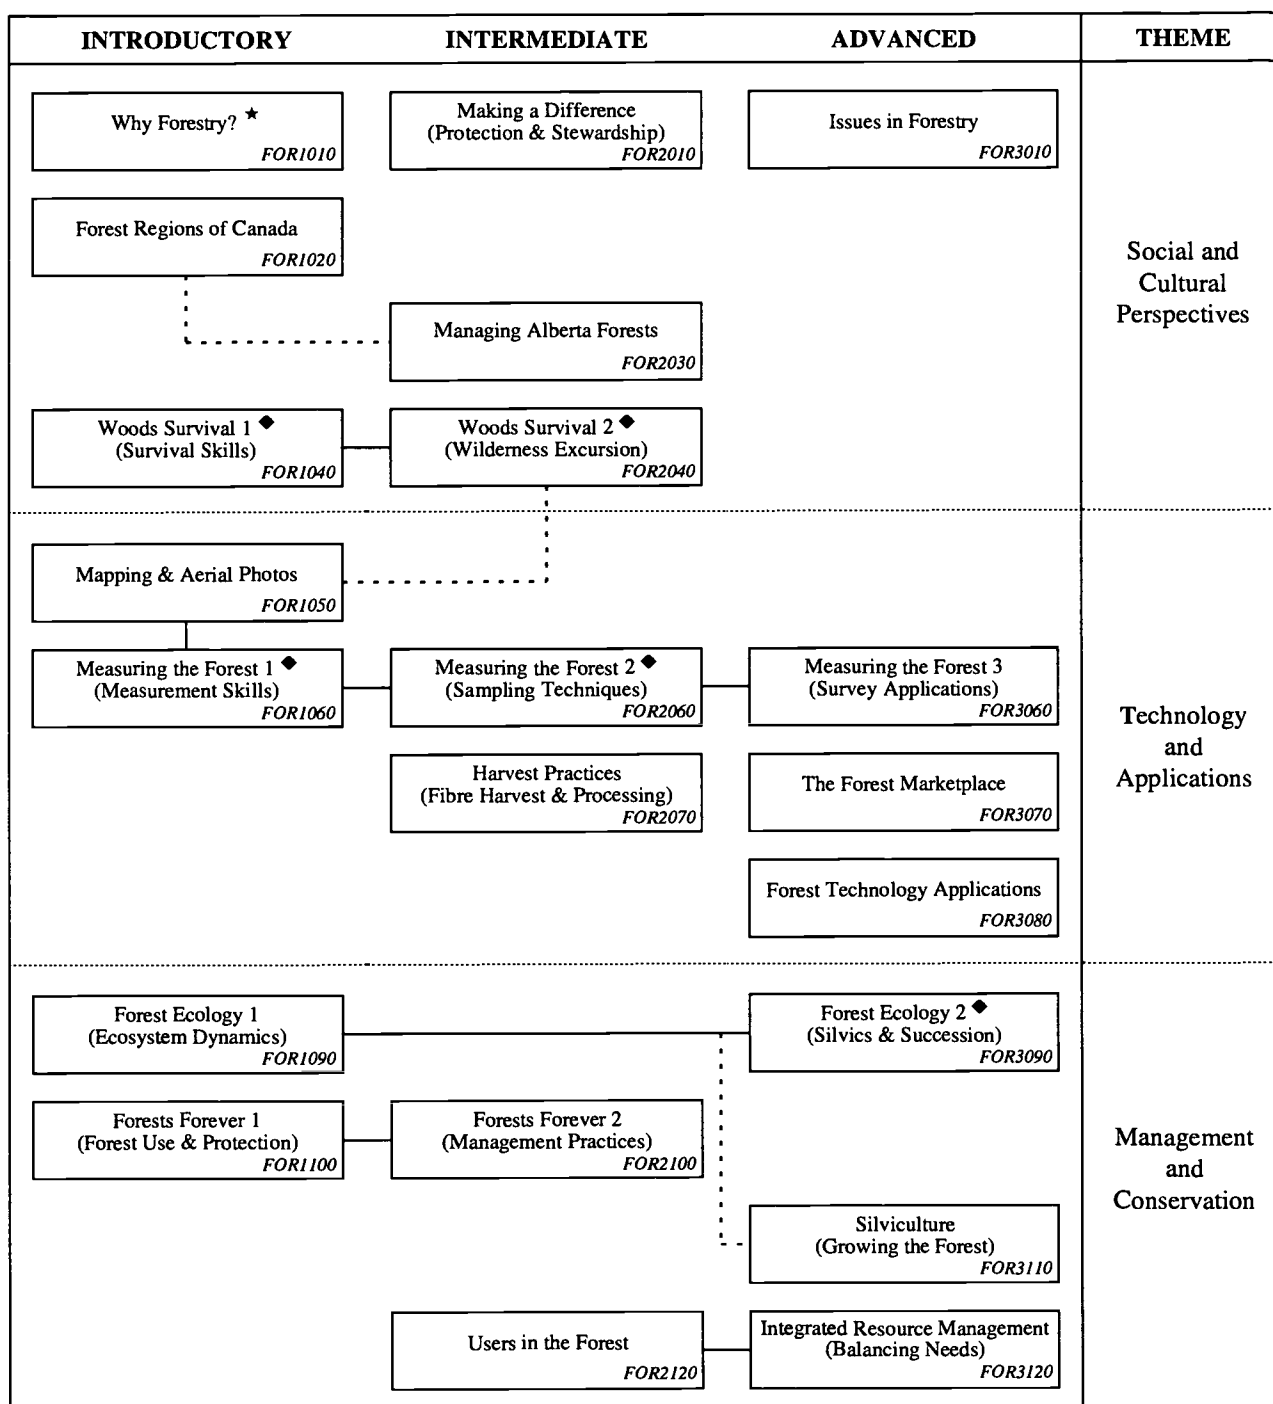 INTRODUCTORY INTERMEDIATE ADVANCED THEME
Why Forestry? ★
FOR1010
Making a Difference
(Protection & Stewardship)
FOR2010
Issues in Forestry
FOR3010
Forest Regions of Canada
FOR1020
Managing Alberta Forests
FOR2030
Woods Survival 1 ◆
(Survival Skills)
FOR1040
Woods Survival 2 ◆
(Wilderness Excursion)
FOR2040
Social and
Cultural
Perspectives
Mapping & Aerial Photos
FOR1050
Measuring the Forest 1 ◆
(Measurement Skills)
FOR1060
Measuring the Forest 2 ◆
(Sampling Techniques)
FOR2060
Measuring the Forest 3
(Survey Applications)
FOR3060
Harvest Practices
(Fibre Harvest & Processing)
FOR2070
The Forest Marketplace
FOR3070
Forest Technology Applications
FOR3080
Technology
and
Applications
Forest Ecology 1
(Ecosystem Dynamics)
FOR1090
Forest Ecology 2 ◆
(Silvics & Succession)
FOR3090
Forests Forever 1
(Forest Use & Protection)
FOR1100
Forests Forever 2
(Management Practices)
FOR2100
Silviculture
(Growing the Forest)
FOR3110
Users in the Forest
FOR2120
Integrated Resource Management
(Balancing Needs)
FOR3120
Management
and
Conservation